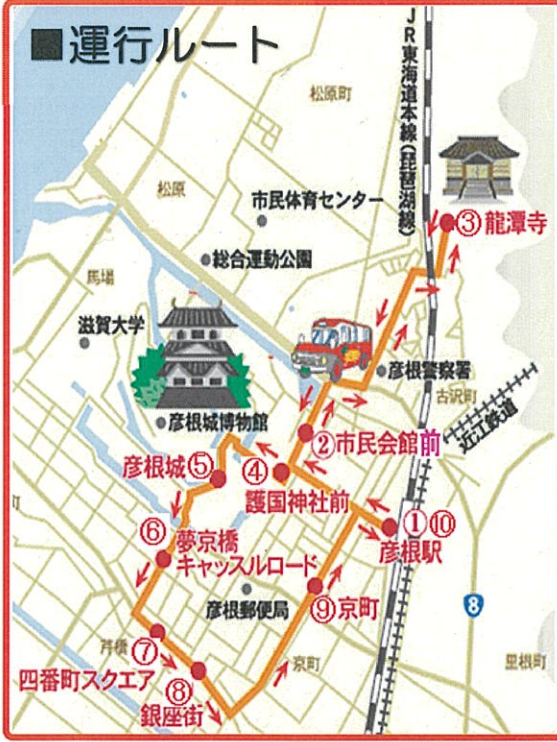 ■運行ルート
JR東海道本線(琵琶湖線)
松原町
松原
市民体育センター
③龍潭寺
総合運動公園
馬場
滋賀大学
彦根警察署
古沢町
近江鉄道
彦根城博物館
②市民会館前
彦根城⑤
④
護国神社前
①⑩
彦根駅
⑥
夢京橋
キャッスルロード
⑨京町
彦根郵便局
8
芹橋
⑦
四番町スクエア
京町
里根町
⑧
銀座街
町